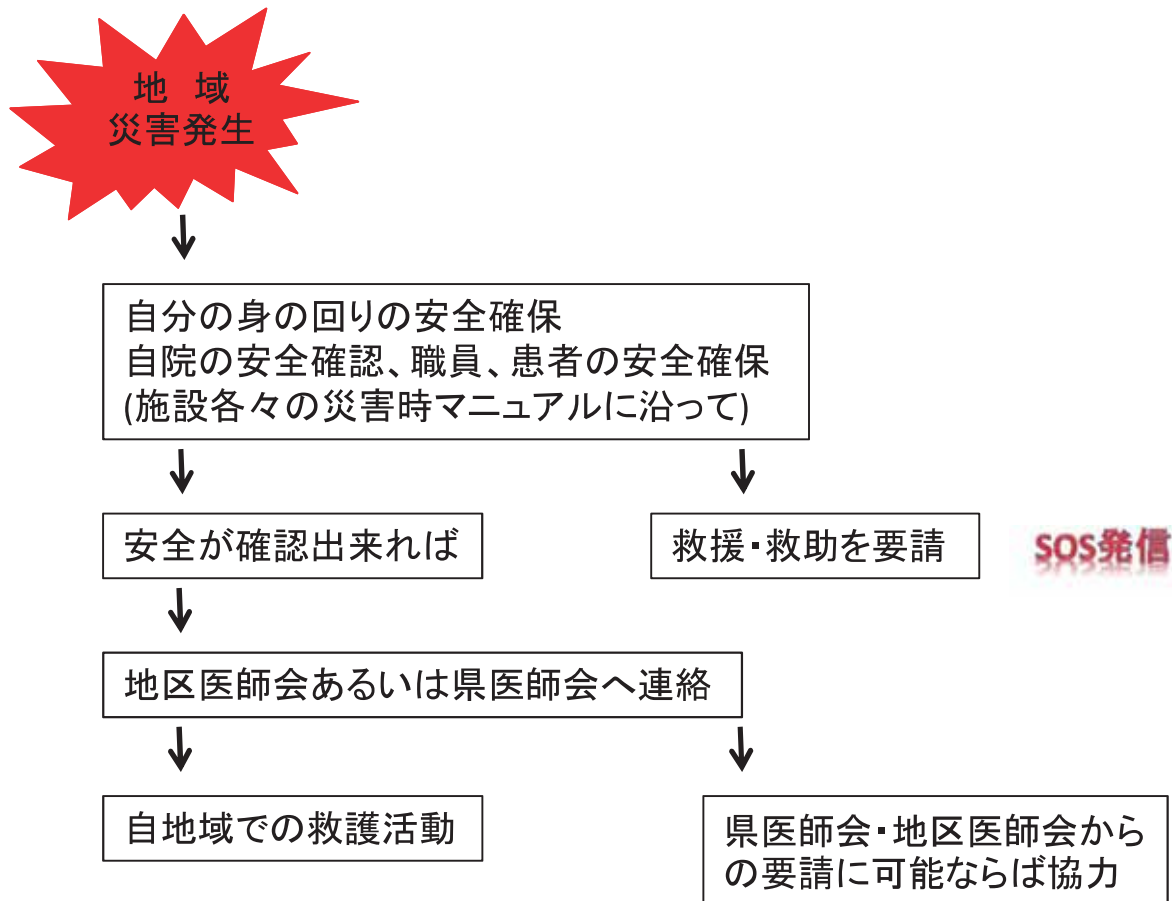 地 域
災害発生
自分の身の回りの安全確保
自院の安全確認、職員、患者の安全確保
(施設各々の災害時マニュアルに沿って)
安全が確認出来れば
救援・救助を要請
SOS発信
地区医師会あるいは県医師会へ連絡
自地域での救護活動
県医師会・地区医師会から
の要請に可能ならば協力